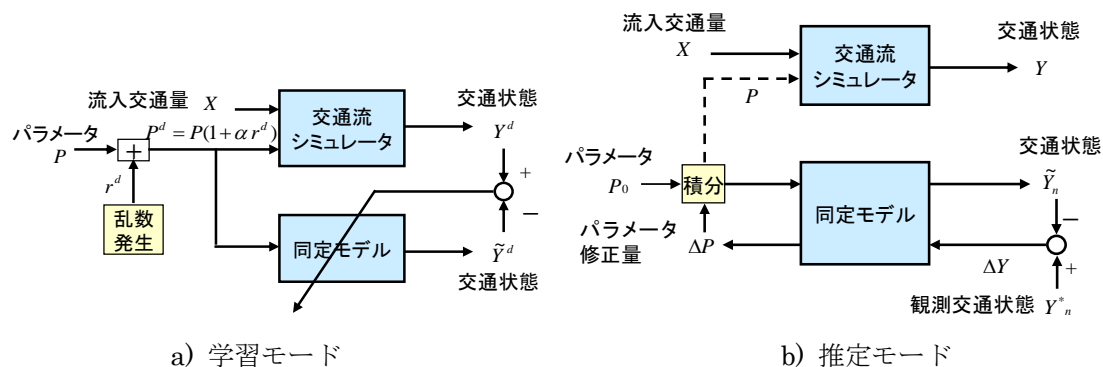 流入交通量 X
パラメータ
P
+
P^d = P(1+αr^d)
r^d
乱数
発生
交通流
シミュレータ
交通状態
Y^d
+
−
同定モデル
Ỹ^d
交通状態
a) 学習モード
流入交通量
X
交通流
シミュレータ
交通状態
Y
P
パラメータ
P₀
積分
パラメータ
修正量
ΔP
同定モデル
交通状態
Ỹₙ
−
ΔY
+
観測交通状態 Y*ₙ
b) 推定モード